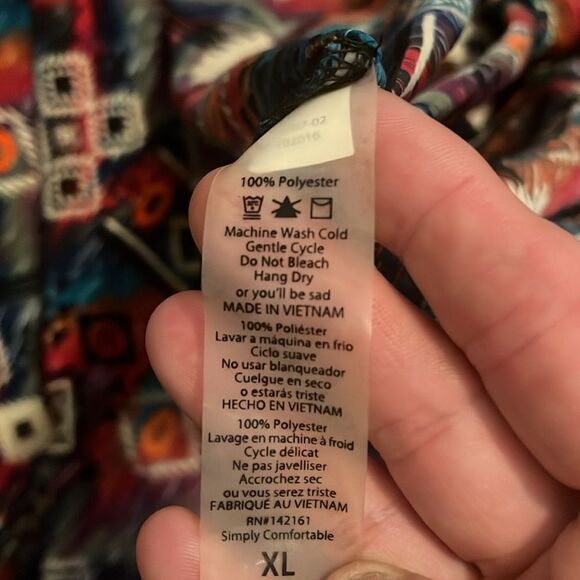 -02
102016
100% Polyester
Machine Wash Cold
Gentle Cycle
Do Not Bleach
Hang Dry
or you'll be sad
MADE IN VIETNAM
100% Poliéster
Lavar a máquina en frio
Ciclo suave
No usar blanqueador
Cuelgue en seco
o estarás triste
HECHO EN VIETNAM
100% Polyester
Lavage en machine à froid
Cycle délicat
Ne pas javelliser
Accrochez sec
ou vous serez triste
FABRIQUÉ AU VIETNAM
RN#142161
Simply Comfortable
XL